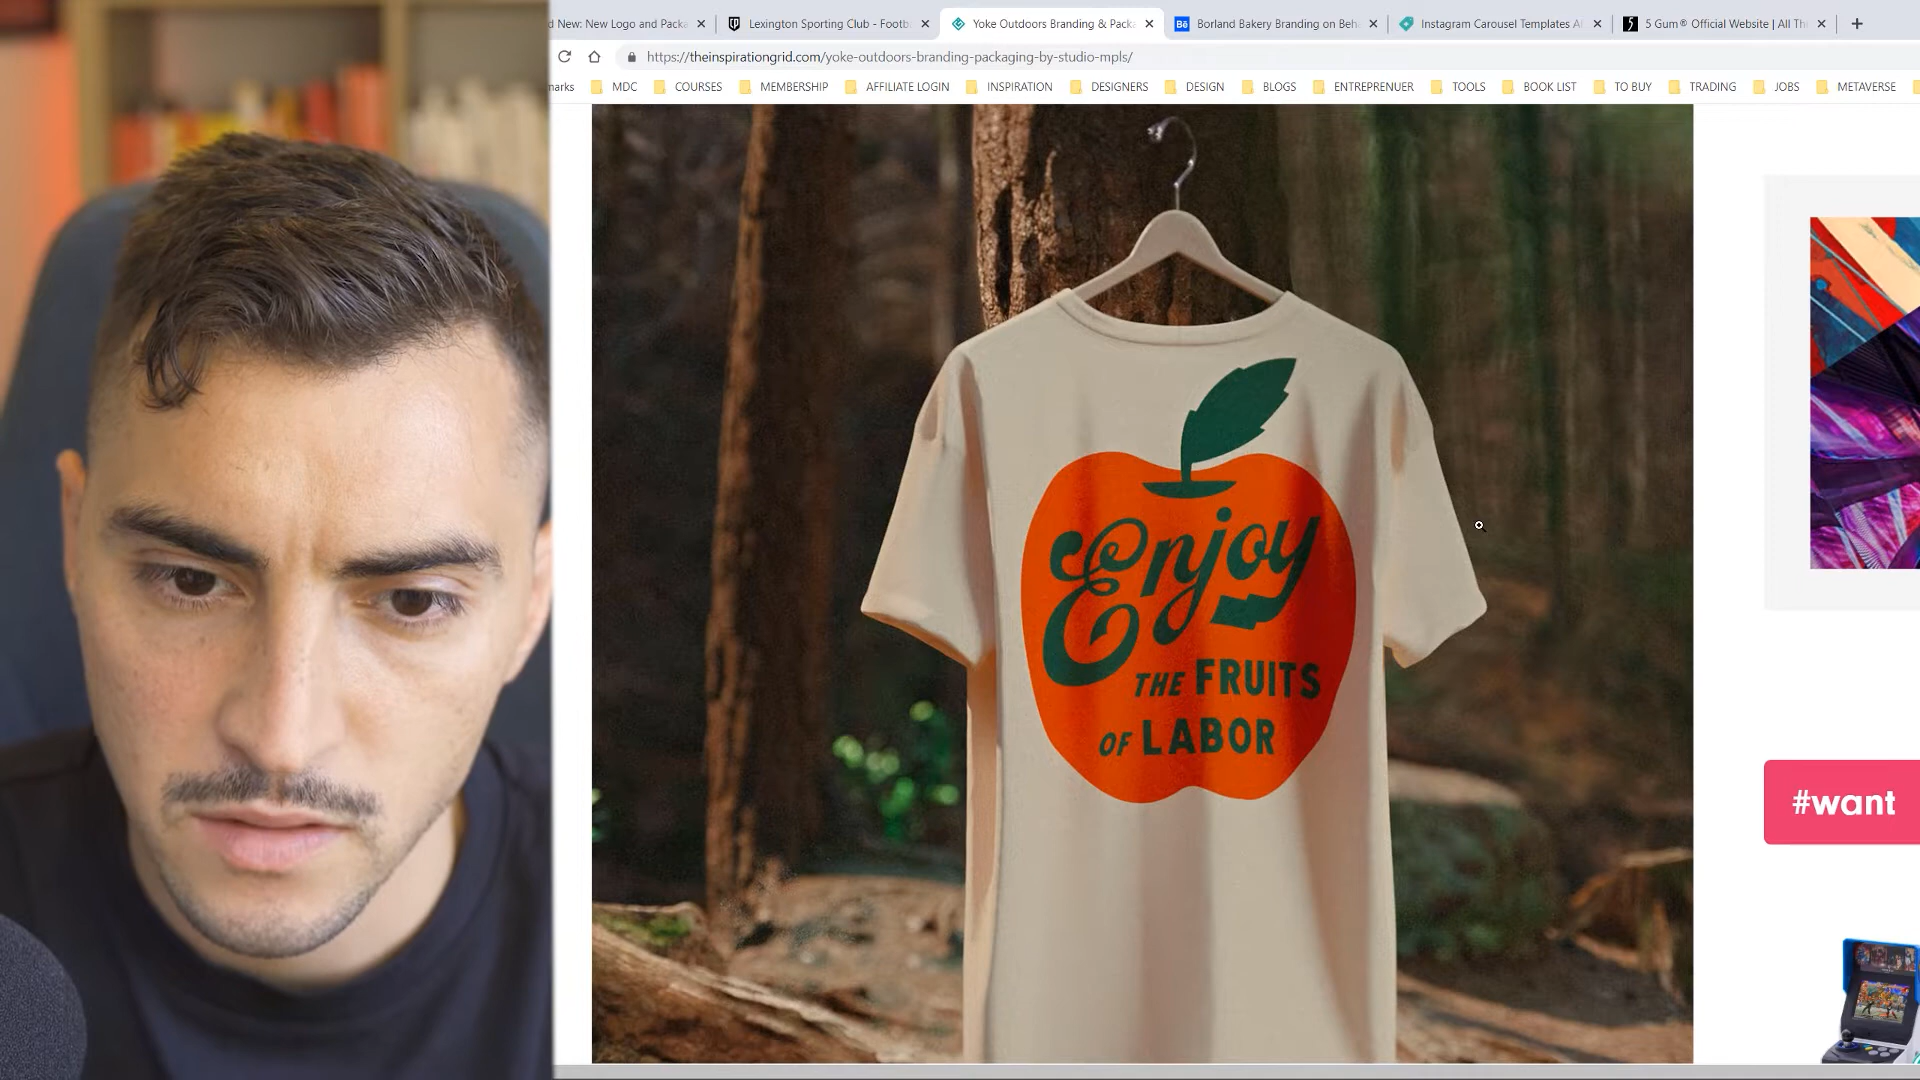 d New: New Logo and Packa
Lexington Sporting Club - Footb
Yoke Outdoors Branding & Pack
Borland Bakery Branding on Beh
Instagram Carousel Templates A
5 Gum® Official Website | All Th
https://theinspirationgrid.com/yoke-outdoors-branding-packaging-by-studio-mpls/
marks MDC COURSES MEMBERSHIP AFFILIATE LOGIN INSPIRATION DESIGNERS DESIGN BLOGS ENTREPRENUER TOOLS BOOK LIST TO BUY TRADING JOBS METAVERSE
Enjoy
THE FRUITS
OF LABOR
#want